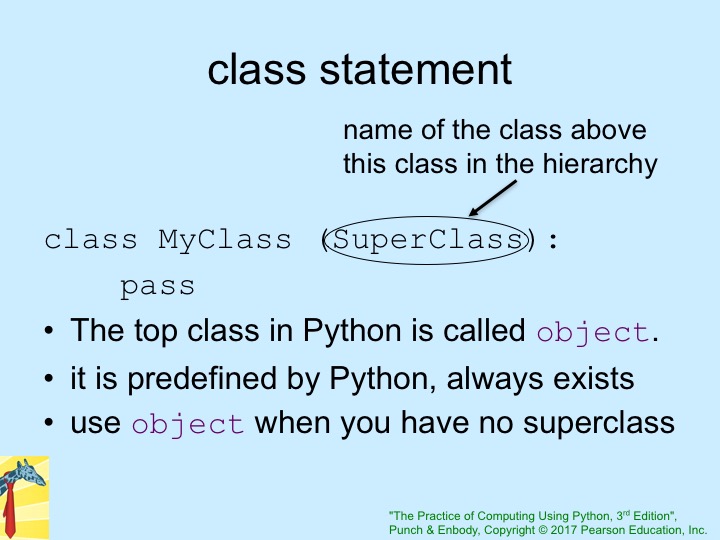 class statement
name of the class above
this class in the hierarchy
class MyClass (SuperClass):
    pass
• The top class in Python is called object.
• it is predefined by Python, always exists
• use object when you have no superclass
"The Practice of Computing Using Python, 3rd Edition",
Punch & Enbody, Copyright © 2017 Pearson Education, Inc.